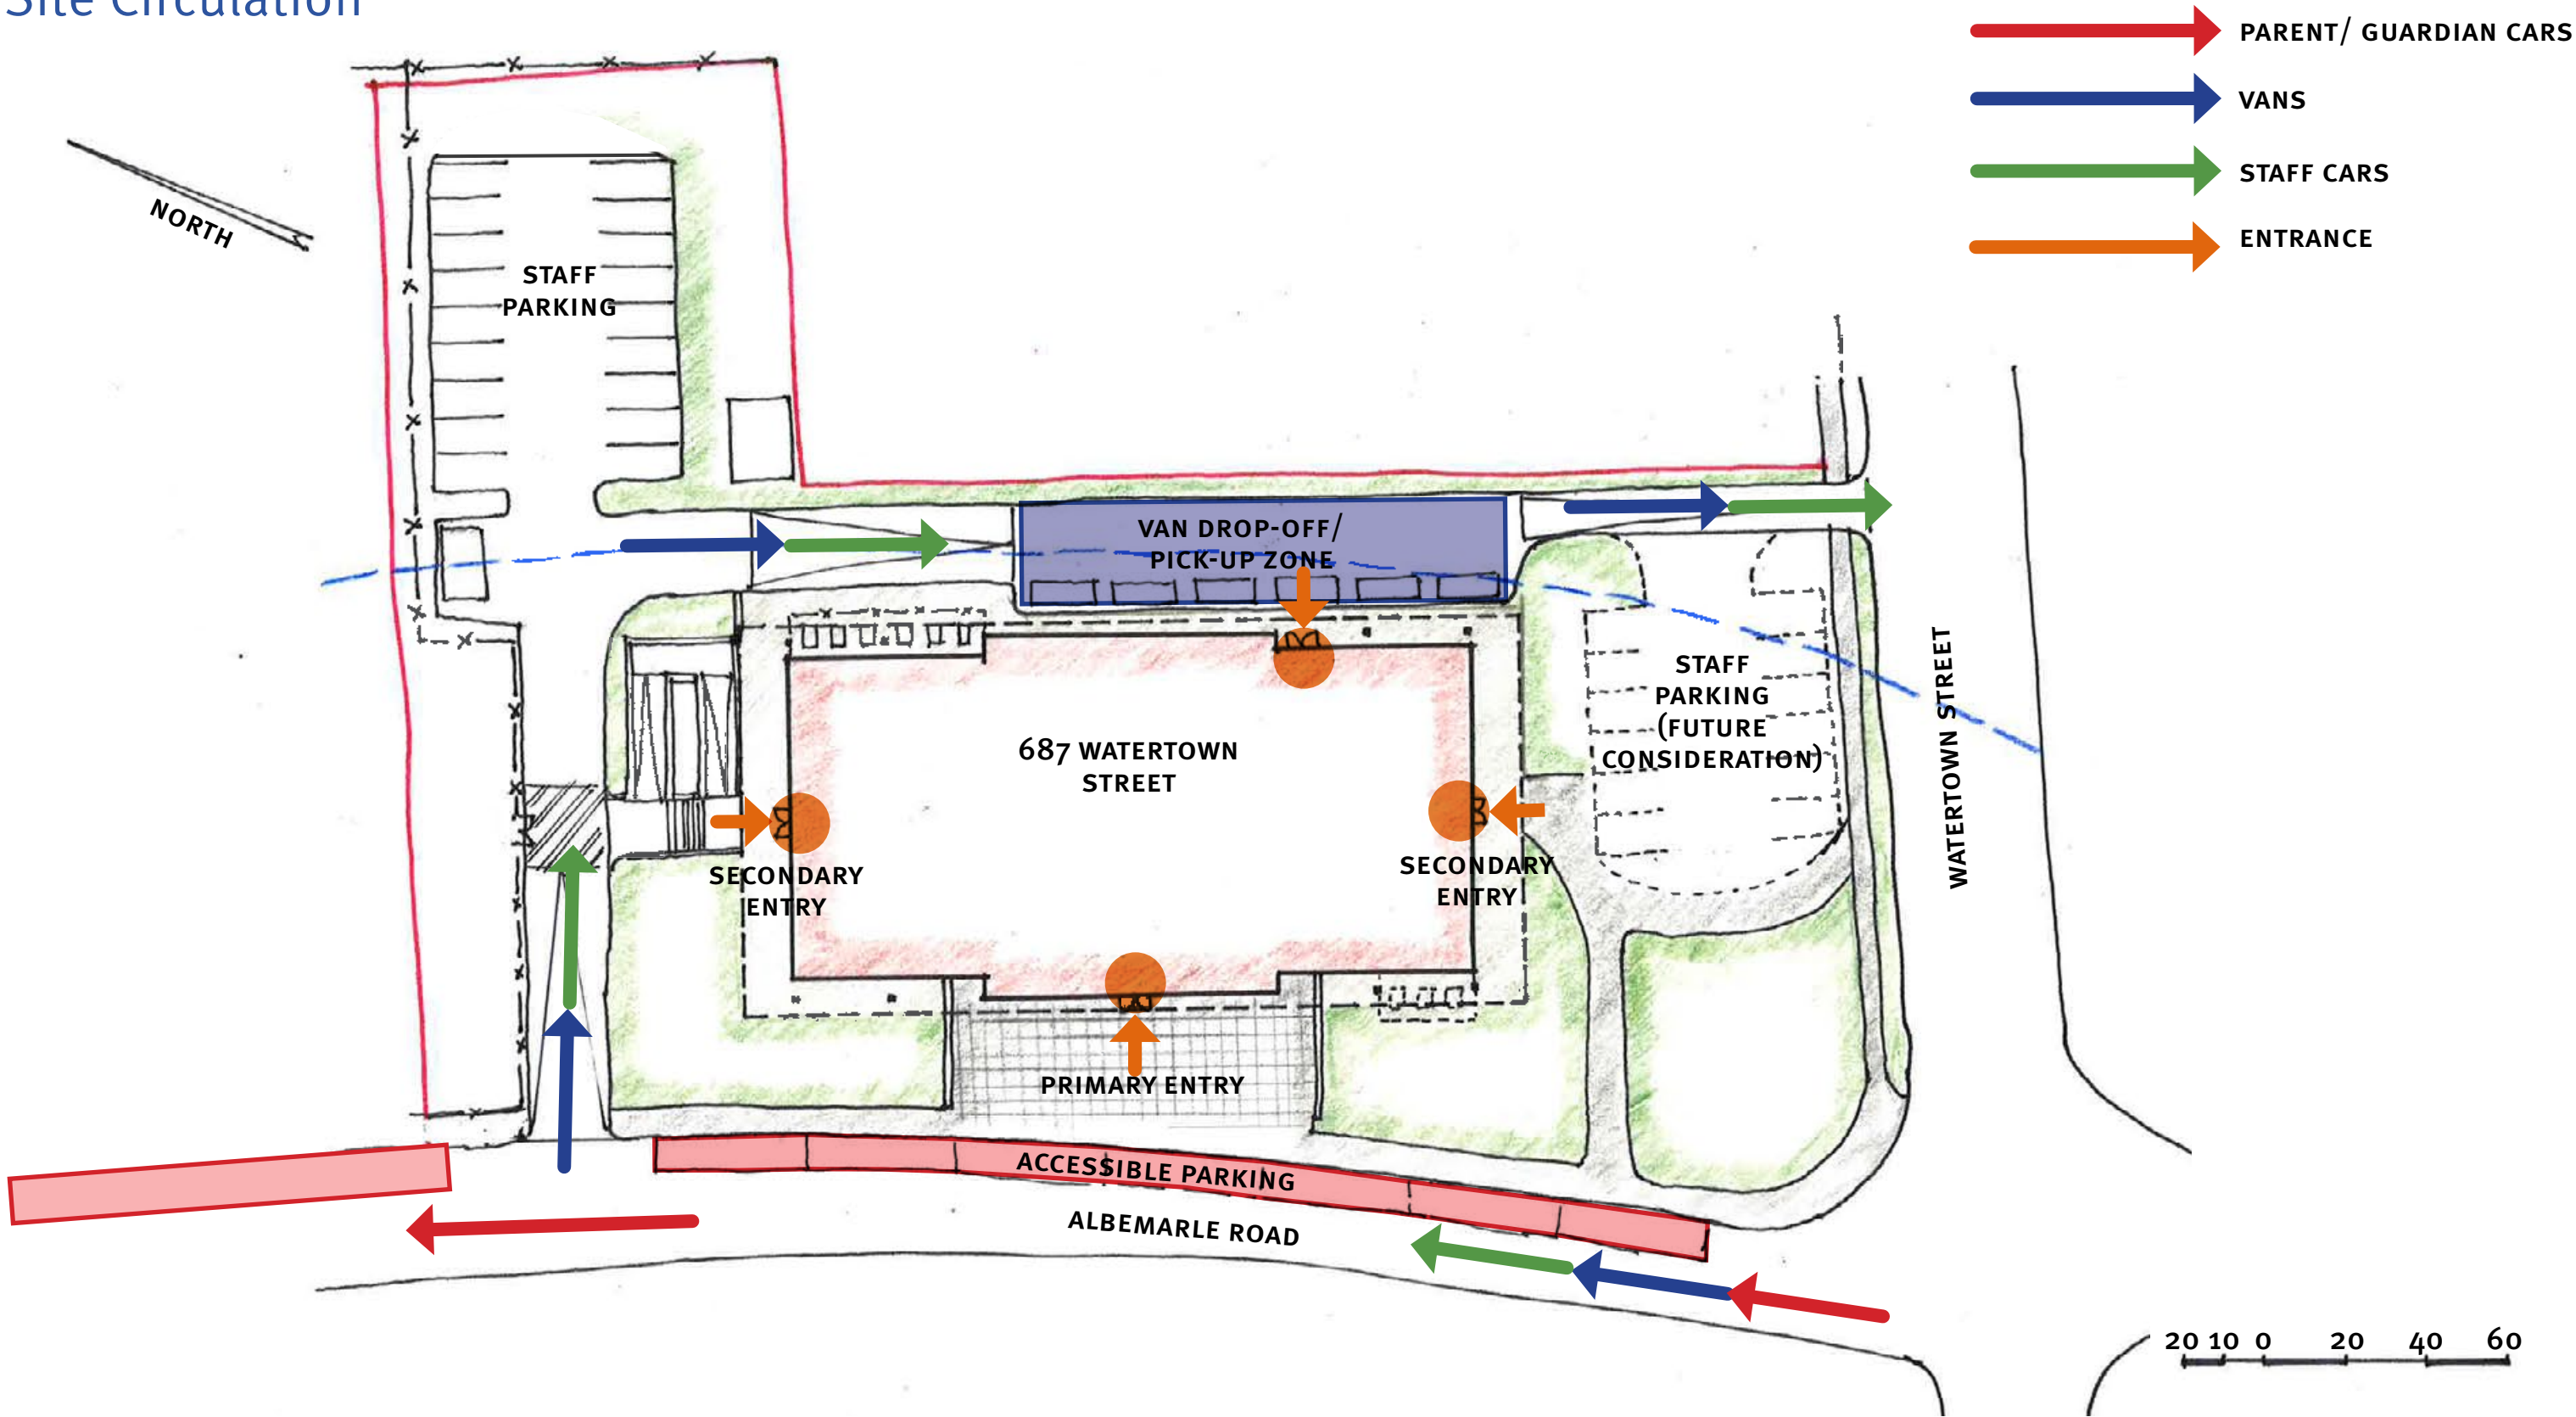 Site Circulation
PARENT/ GUARDIAN CARS
VANS
STAFF CARS
ENTRANCE
NORTH
STAFF
PARKING
VAN DROP-OFF/
PICK-UP ZONE
687 WATERTOWN
STREET
STAFF
PARKING
(FUTURE
CONSIDERATION)
WATERTOWN STREET
SECONDARY
ENTRY
SECONDARY
ENTRY
PRIMARY ENTRY
ACCESSIBLE PARKING
ALBEMARLE ROAD
20 10 0 20 40 60